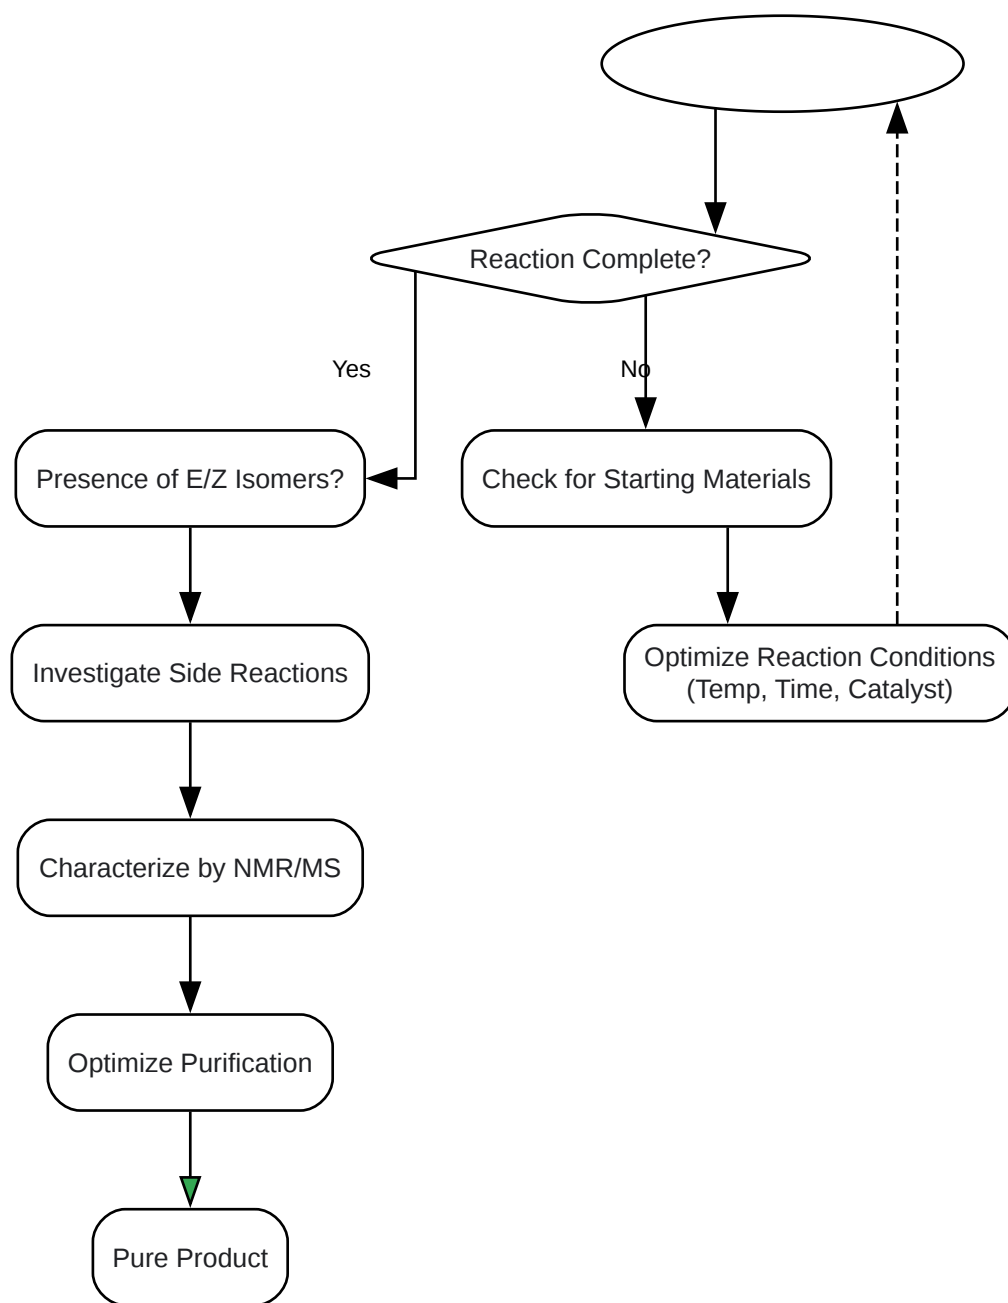 Reaction Complete?
Yes
No
Presence of E/Z Isomers?
Check for Starting Materials
Investigate Side Reactions
Optimize Reaction Conditions
(Temp, Time, Catalyst)
Characterize by NMR/MS
Optimize Purification
Pure Product